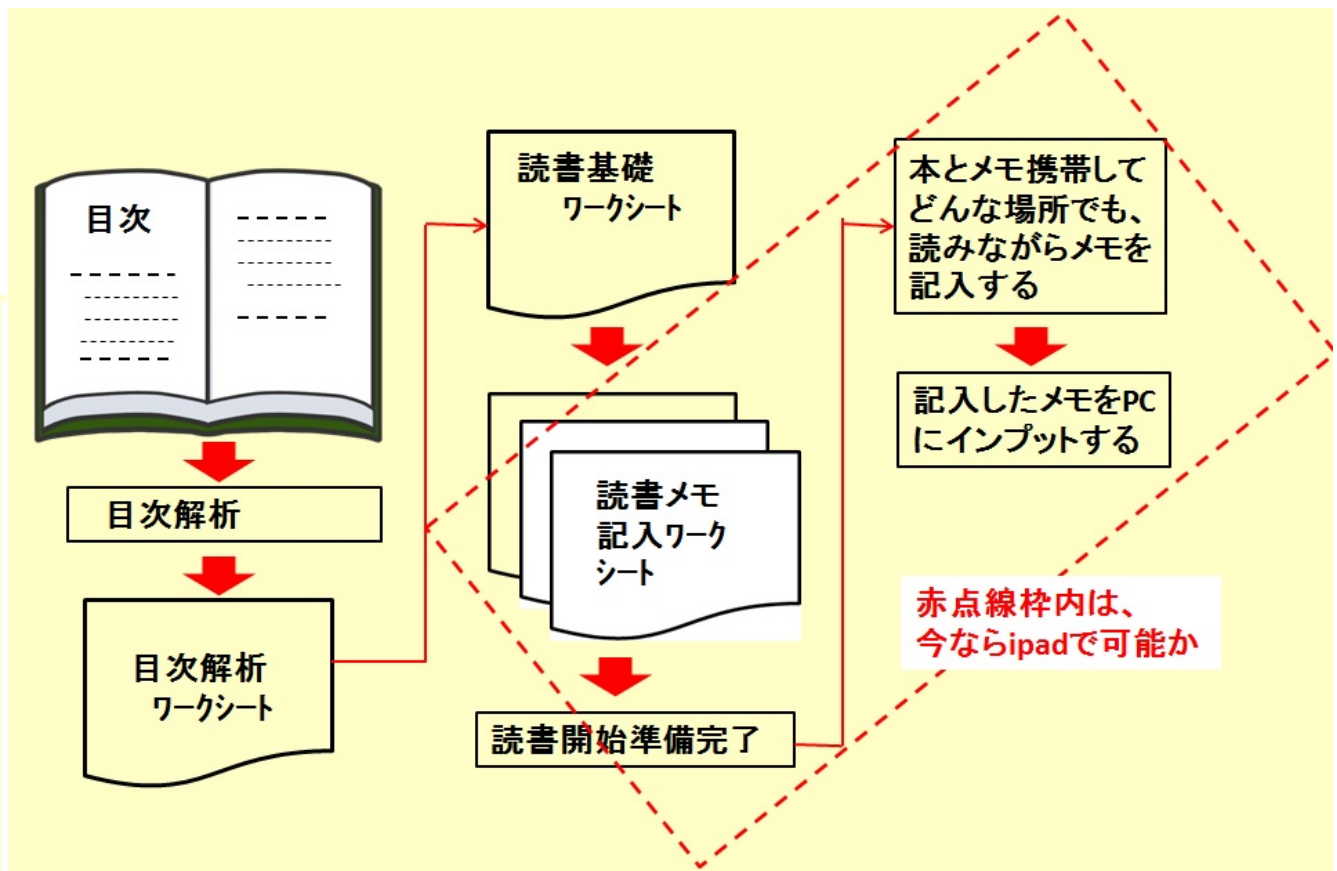 目次
目次解析
目次解析
ワークシート
読書基礎
ワークシート
読書メモ
記入ワーク
シート
読書開始準備完了
本とメモ携帯して
どんな場所でも、
読みながらメモを
記入する
記入したメモをPC
にインプットする
赤点線枠内は、
今ならipadで可能か